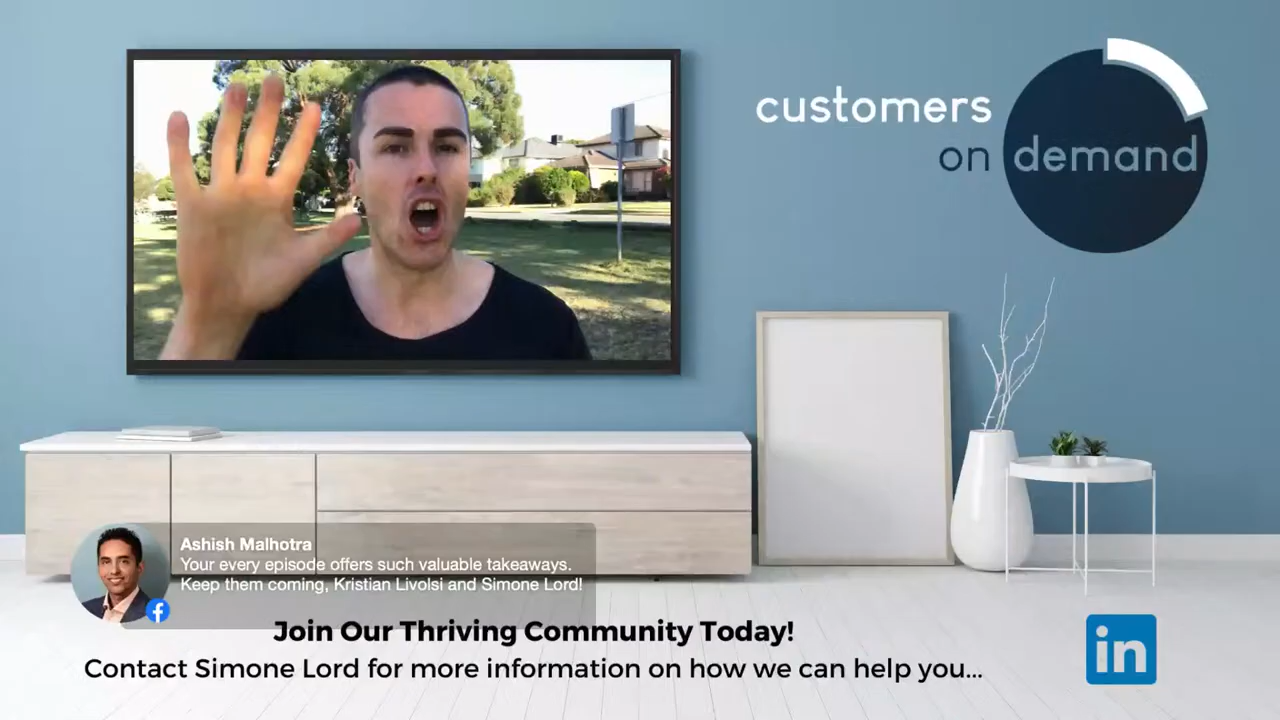 customers
on demand
Ashish Malhotra
Your every episode offers such valuable takeaways.
Keep them coming, Kristian Livolsi and Simone Lord!
Join Our Thriving Community Today!
Contact Simone Lord for more information on how we can help you...
in